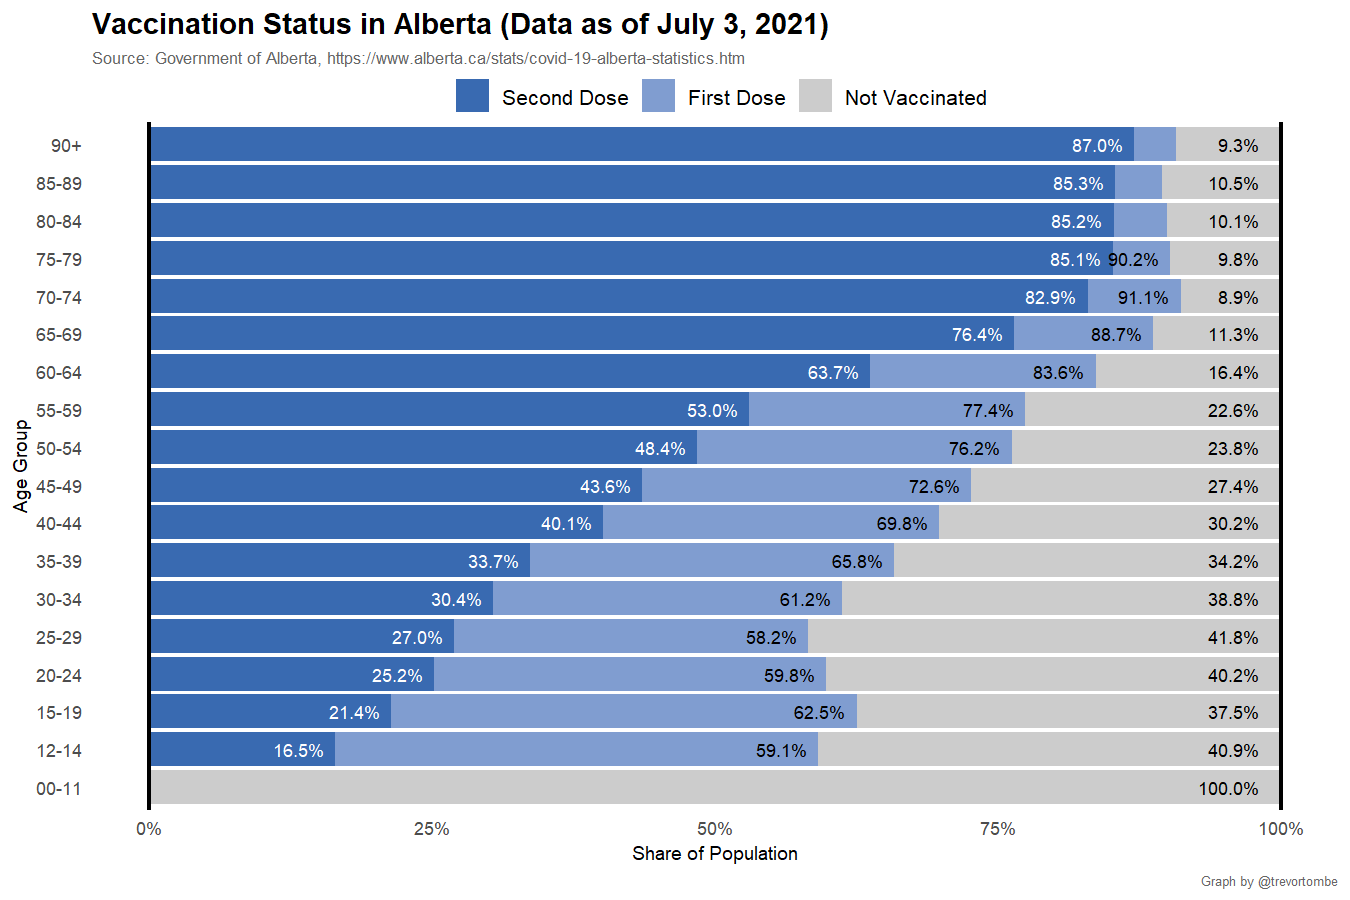 Vaccination Status in Alberta (Data as of July 3, 2021)
Source: Government of Alberta, https://www.alberta.ca/stats/covid-19-alberta-statistics.htm
Second Dose First Dose Not Vaccinated
90+ 87.0% 9.3%
85-89 85.3% 10.5%
80-84 85.2% 10.1%
75-79 85.1% 90.2% 9.8%
70-74 82.9% 91.1% 8.9%
65-69 76.4% 88.7% 11.3%
60-64 63.7% 83.6% 16.4%
55-59 53.0% 77.4% 22.6%
50-54 48.4% 76.2% 23.8%
45-49 43.6% 72.6% 27.4%
40-44 40.1% 69.8% 30.2%
35-39 33.7% 65.8% 34.2%
30-34 30.4% 61.2% 38.8%
25-29 27.0% 58.2% 41.8%
20-24 25.2% 59.8% 40.2%
15-19 21.4% 62.5% 37.5%
12-14 16.5% 59.1% 40.9%
00-11 100.0%
Age Group
0% 25% 50% 75% 100%
Share of Population
Graph by @trevortombe